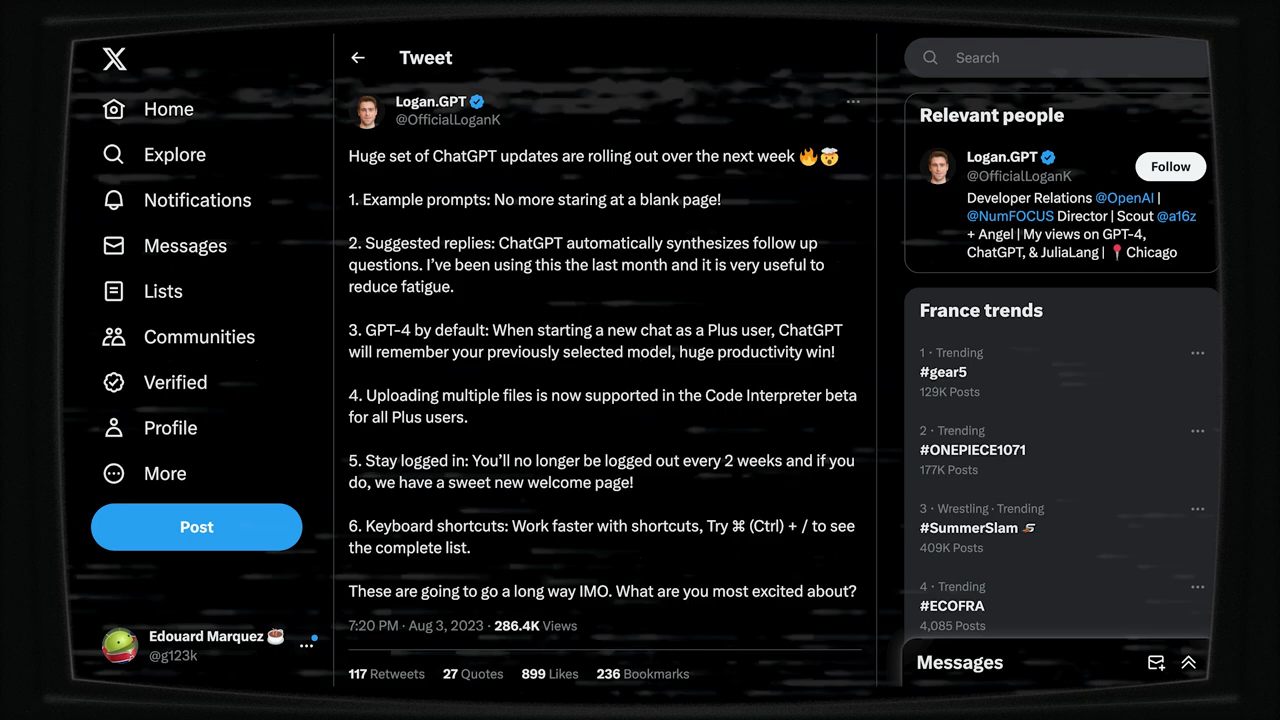 Home
Explore
Notifications
Messages
Lists
Communities
Verified
Profile
More
Post
Edouard Marquez ☕
@g123k
Tweet
Logan.GPT
@OfficialLoganK
Huge set of ChatGPT updates are rolling out over the next week 🔥🤯
1. Example prompts: No more staring at a blank page!
2. Suggested replies: ChatGPT automatically synthesizes follow up
questions. I’ve been using this the last month and it is very useful to
reduce fatigue.
3. GPT-4 by default: When starting a new chat as a Plus user, ChatGPT
will remember your previously selected model, huge productivity win!
4. Uploading multiple files is now supported in the Code Interpreter beta
for all Plus users.
5. Stay logged in: You’ll no longer be logged out every 2 weeks and if you
do, we have a sweet new welcome page!
6. Keyboard shortcuts: Work faster with shortcuts, Try ⌘ (Ctrl) + / to see
the complete list.
These are going to go a long way IMO. What are you most excited about?
7:20 PM · Aug 3, 2023 · 286.4K Views
117 Retweets 27 Quotes 899 Likes 236 Bookmarks
Search
Relevant people
Logan.GPT
@OfficialLoganK
Follow
Developer Relations @OpenAI |
@NumFOCUS Director | Scout @a16z
+ Angel | My views on GPT-4,
ChatGPT, & JuliaLang | 📍 Chicago
France trends
1 · Trending
#gear5
129K Posts
2 · Trending
#ONEPIECE1071
177K Posts
3 · Wrestling · Trending
#SummerSlam
409K Posts
4 · Trending
#ECOFRA
4,085 Posts
Messages